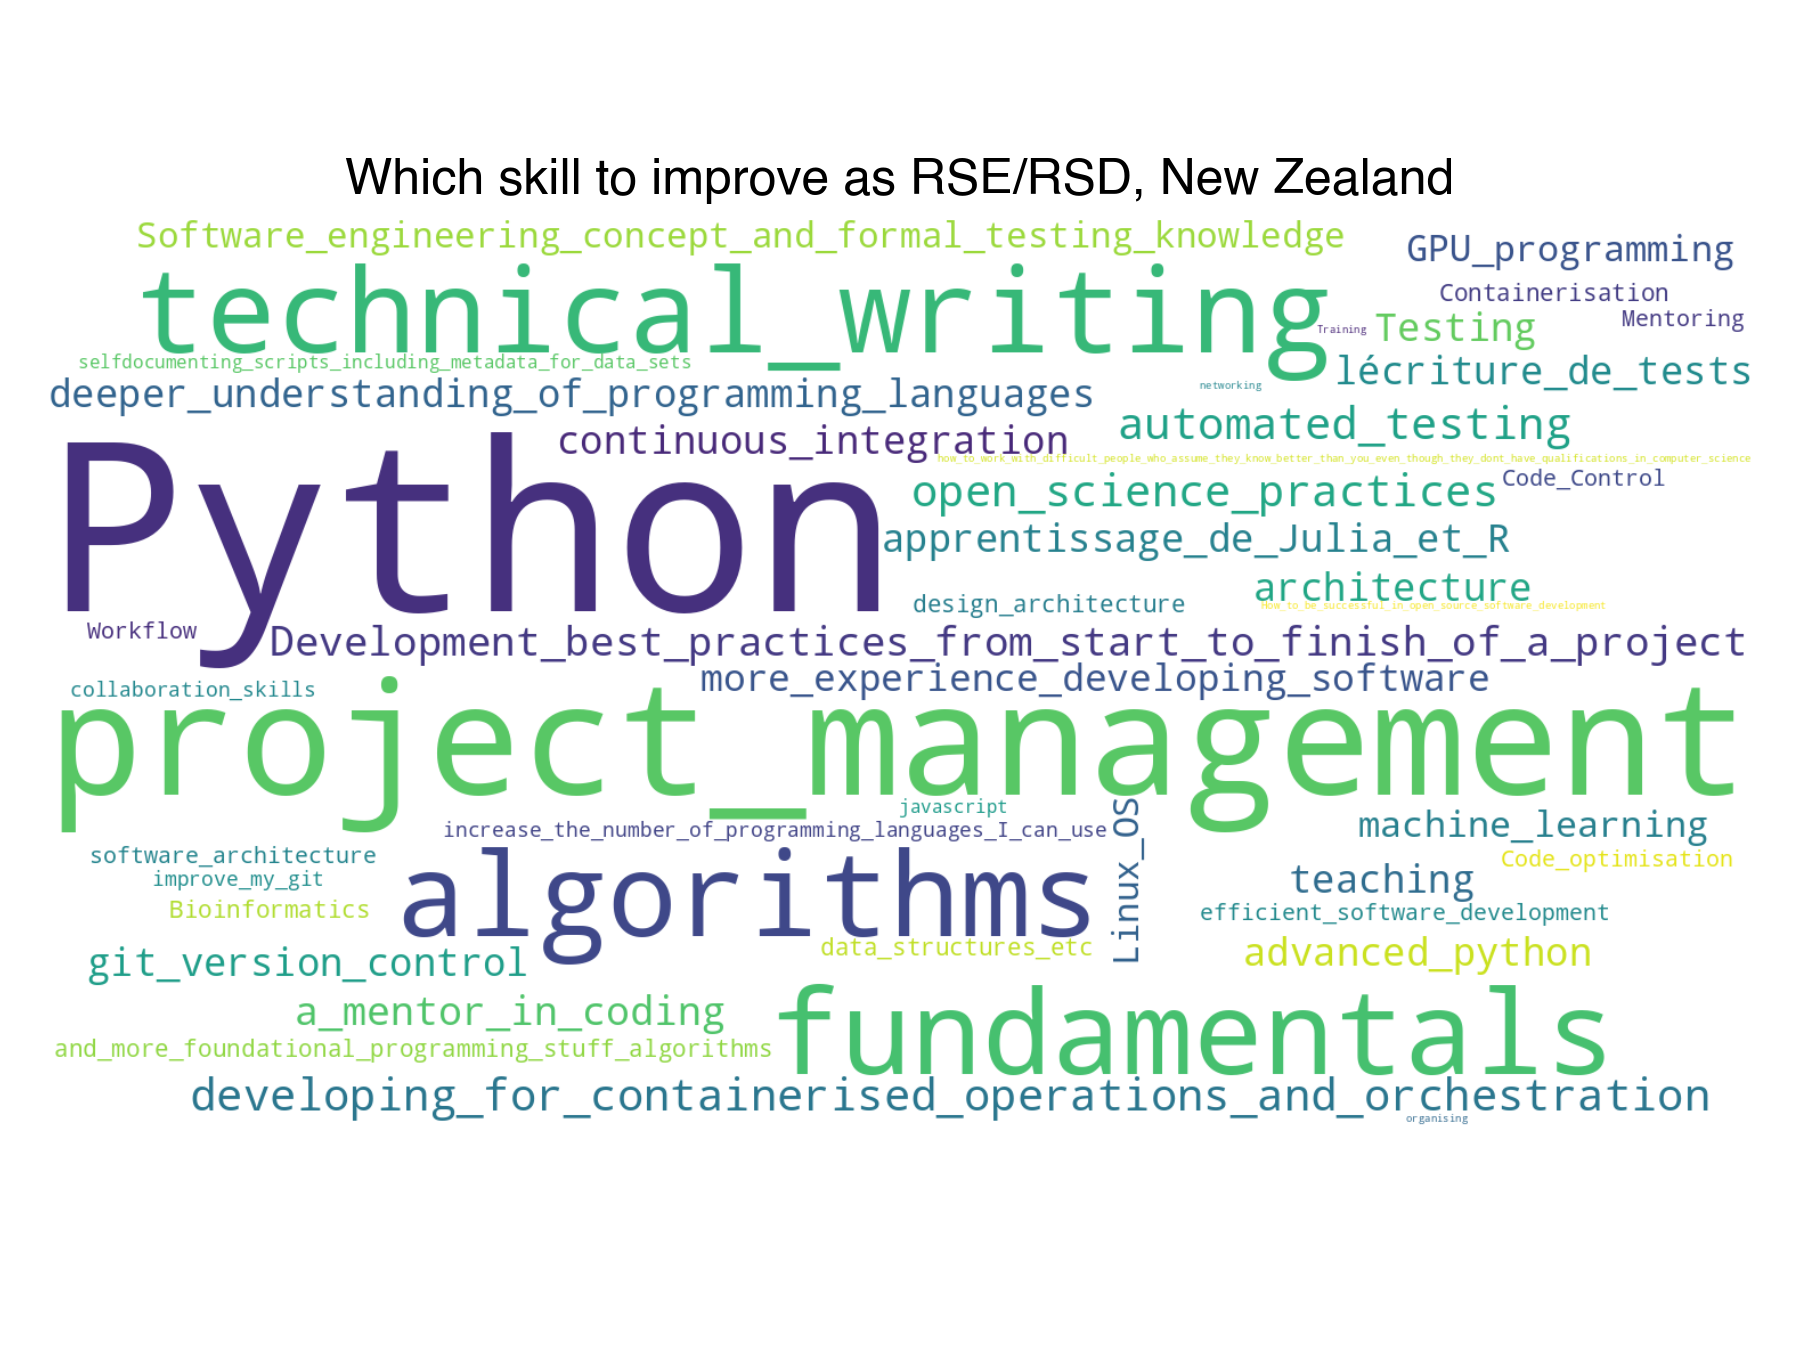 Which skill to improve as RSE/RSD, New Zealand
Software_engineering_concept_and_formal_testing_knowledge
GPU_programming
technical_writing
Containerisation
Mentoring
Training
Testing
selfdocumenting_scripts_including_metadata_for_data_sets
lécriture_de_tests
deeper_understanding_of_programming_languages
networking
automated_testing
continuous_integration
how_to_work_with_difficult_people_who_assume_they_know_better_than_you_even_though_they_dont_have_qualifications_in_computer_science
Python
open_science_practices
Code_Control
apprentissage_de_Julia_et_R
architecture
design_architecture
How_to_be_successful_in_open_source_software_development
Workflow
Development_best_practices_from_start_to_finish_of_a_project
more_experience_developing_software
collaboration_skills
project_management
javascript
increase_the_number_of_programming_languages_I_can_use
Linux_OS
machine_learning
software_architecture
Code_optimisation
improve_my_git
algorithms
teaching
Bioinformatics
efficient_software_development
data_structures_etc
advanced_python
git_version_control
a_mentor_in_coding
fundamentals
and_more_foundational_programming_stuff_algorithms
developing_for_containerised_operations_and_orchestration
organising